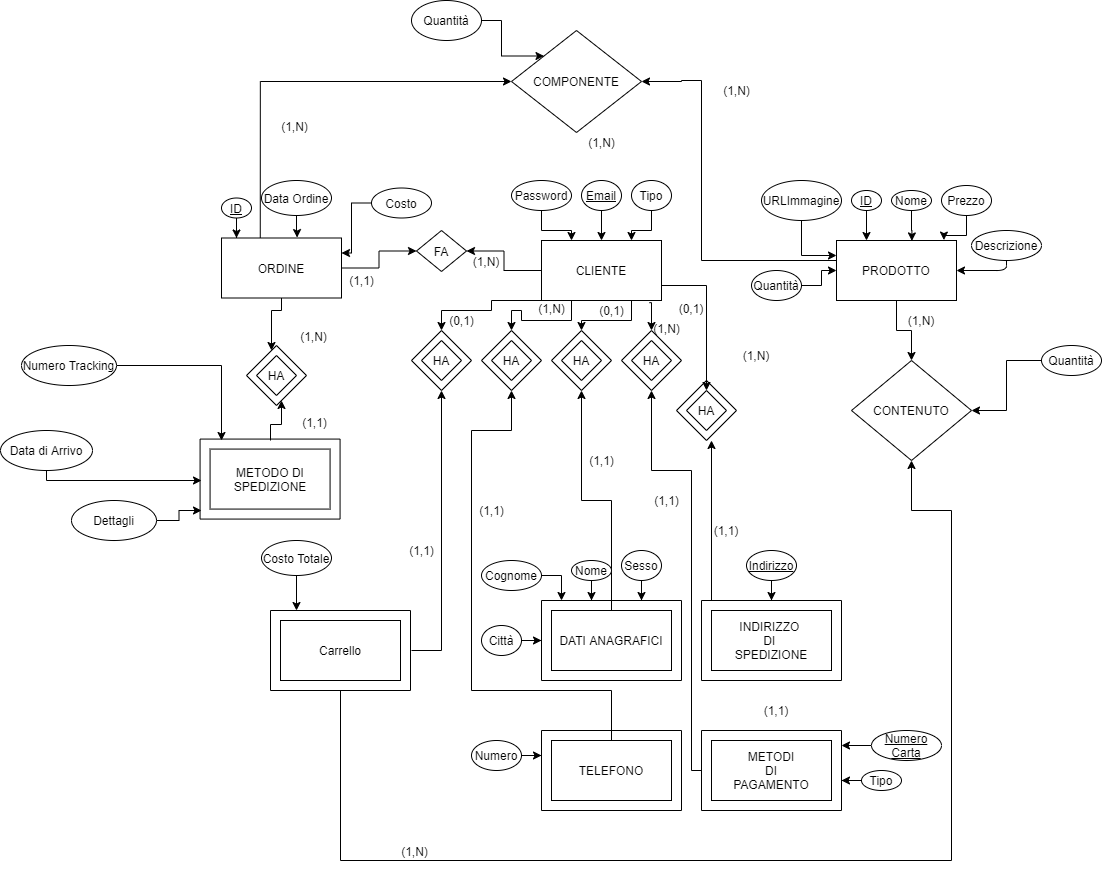 Quantità
COMPONENTE
(1,N)
(1,N)
(1,N)
ID
Data Ordine
Costo
Password
Email
Tipo
URLImmagine
ID
Nome
Prezzo
Descrizione
ORDINE
FA
(1,1)
(1,N)
CLIENTE
PRODOTTO
Quantità
(0,1)
(1,N)
(0,1)
(1,N)
(0,1)
(1,N)
(1,N)
(1,N)
Numero Tracking
HA
HA
HA
HA
HA
HA
Quantità
CONTENUTO
(1,1)
Data di Arrivo
METODO DI
SPEDIZIONE
Dettagli
(1,1)
(1,1)
(1,1)
(1,1)
(1,1)
Costo Totale
Cognome
Nome
Sesso
Indirizzo
Città
DATI ANAGRAFICI
INDIRIZZO
DI
SPEDIZIONE
Carrello
(1,1)
Numero
TELEFONO
METODI
DI
PAGAMENTO
Numero
Carta
Tipo
(1,N)